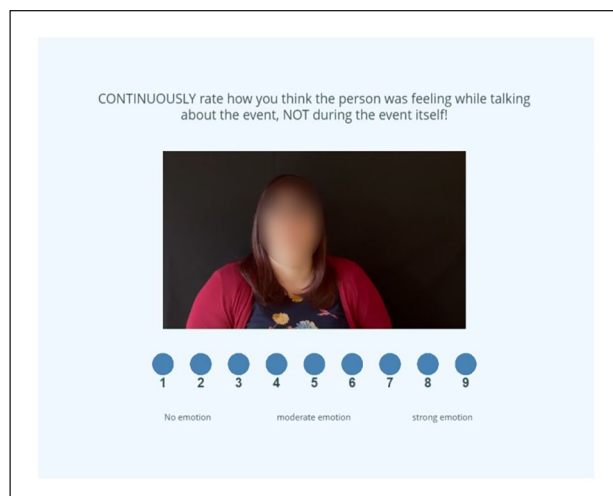 CONTINUOUSLY rate how you think the person was feeling while talking
about the event, NOT during the event itself!
1 2 3 4 5 6 7 8 9
No emotion moderate emotion strong emotion